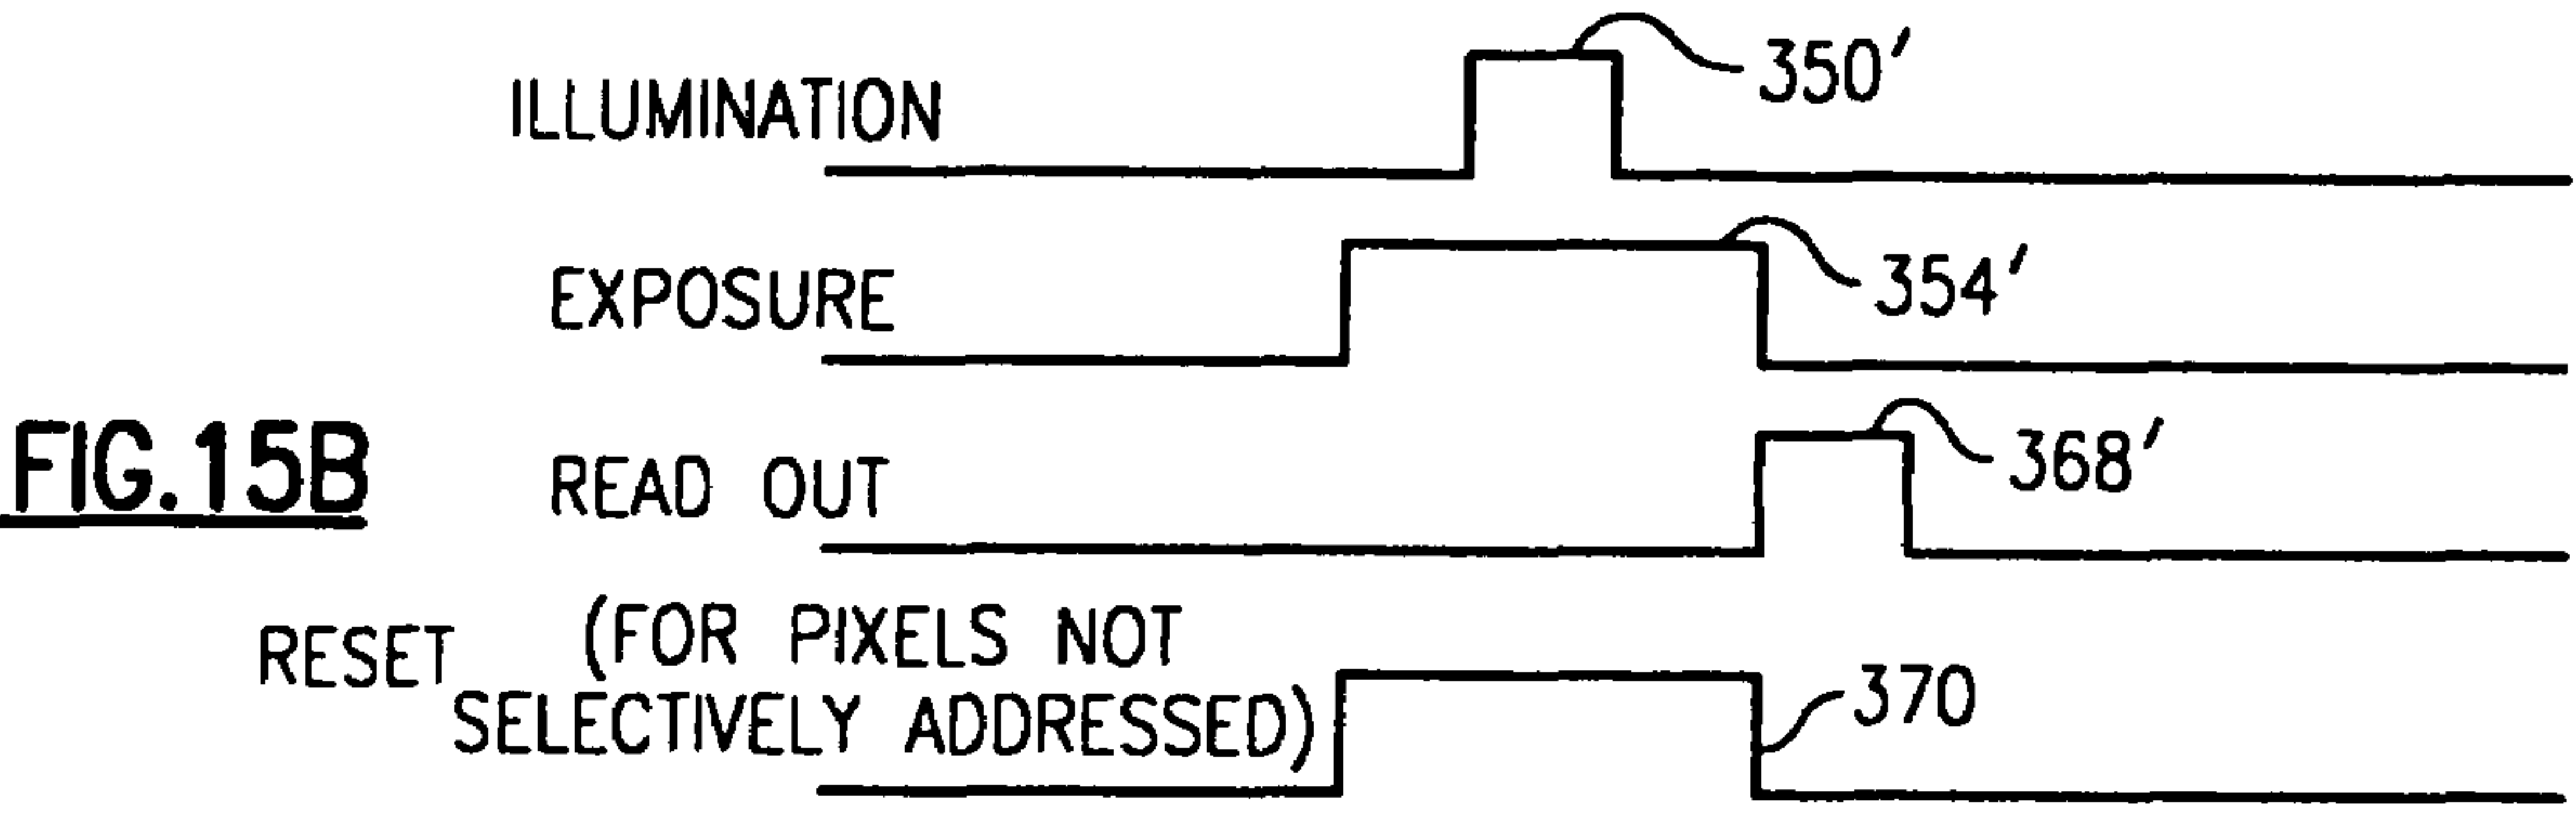 ILLUMINATION
350′
EXPOSURE
354′
FIG.15B
READ OUT
368′
RESET (FOR PIXELS NOT
SELECTIVELY ADDRESSED)
370